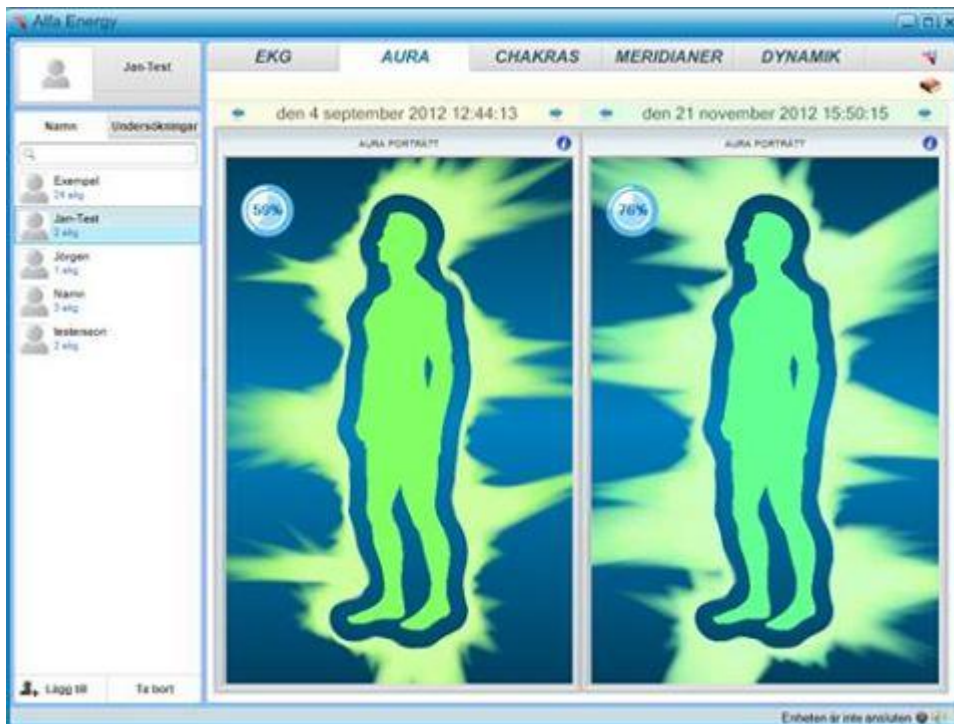 Alfa Energy
Jan-Test
EKG
AURA
CHAKRAS
MERIDIANER
DYNAMIK
den 4 september 2012 12:44:13
den 21 november 2012 15:50:15
Namn
Undersökningar
AURA PORTRÄTT
AURA PORTRÄTT
59%
76%
Exempel
24 ekg
Jan-Test
2 ekg
Jörgen
1 ekg
Namn
3 ekg
testersson
2 ekg
Lägg till
Ta bort
Enheten är inte ansluten